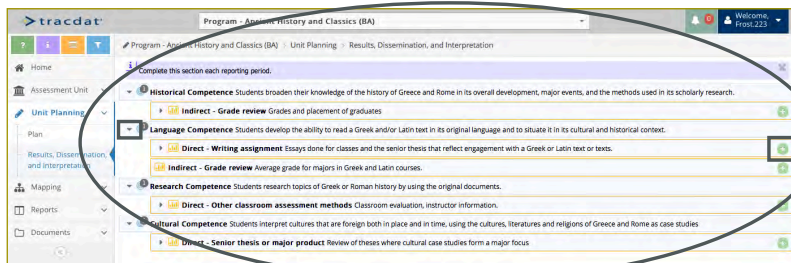 tracdat
Program - Ancient History and Classics (BA)
0
Welcome,
Frost.223
? i
Program - Ancient History and Classics (BA) > Unit Planning > Results, Dissemination, and Interpretation
Home
i Complete this section each reporting period.
Assessment Unit
Historical Competence Students broaden their knowledge of the history of Greece and Rome in its overall development, major events, and the methods used in its scholarly research.
Indirect - Grade review Grades and placement of graduates
Unit Planning
Language Competence Students develop the ability to read a Greek and/or Latin text in its original language and to situate it in its cultural and historical context.
Plan
Direct - Writing assignment Essays done for classes and the senior thesis that reflect engagement with a Greek or Latin text or texts.
Results, Dissemination,
and Interpretation
Indirect - Grade review Average grade for majors in Greek and Latin courses.
Mapping
Research Competence Students research topics of Greek or Roman history by using the original documents.
Direct - Other classroom assessment methods Classroom evaluation, instructor information.
Reports
Cultural Competence Students interpret cultures that are foreign both in place and in time, using the cultures, literatures and religions of Greece and Rome as case studies
Documents
Direct - Senior thesis or major product Review of theses where cultural case studies form a major focus